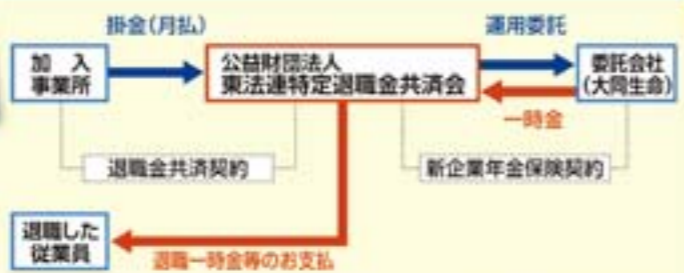 掛金(月払)
運用委託
加入
事業所
公益財団法人
東法連特定退職金共済会
委託会社
(大同生命)
一時金
退職金共済契約
新企業年金保険契約
退職した
従業員
退職一時金等のお支払